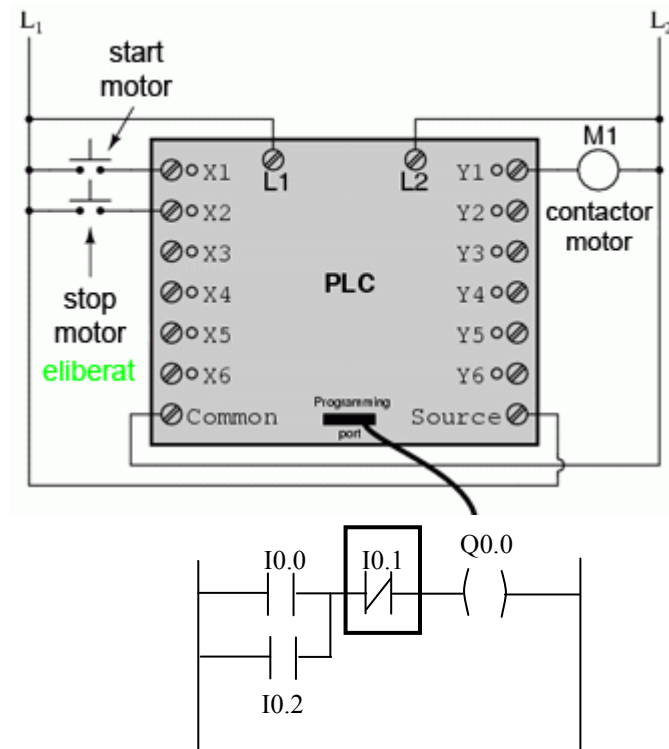 L1 L2
start
motor
M1
X1 L1 L2 Y1
X2 Y2
contactor
motor
X3 Y3
stop
motor
eliberat
X4 PLC Y4
X5 Y5
X6 Y6
Common Programming port Source
I0.0 I0.1 Q0.0
I0.2